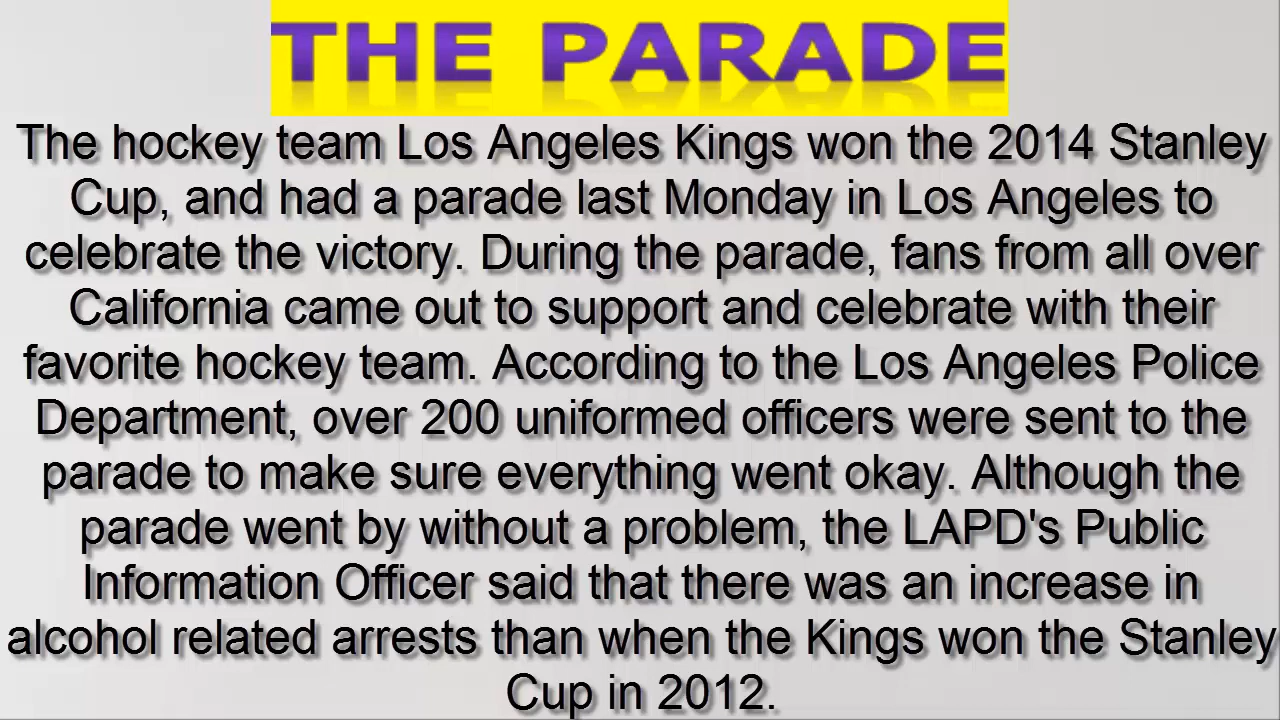 THE PARADE
The hockey team Los Angeles Kings won the 2014 Stanley
Cup, and had a parade last Monday in Los Angeles to
celebrate the victory. During the parade, fans from all over
California came out to support and celebrate with their
favorite hockey team. According to the Los Angeles Police
Department, over 200 uniformed officers were sent to the
parade to make sure everything went okay. Although the
parade went by without a problem, the LAPD's Public
Information Officer said that there was an increase in
alcohol related arrests than when the Kings won the Stanley
Cup in 2012.